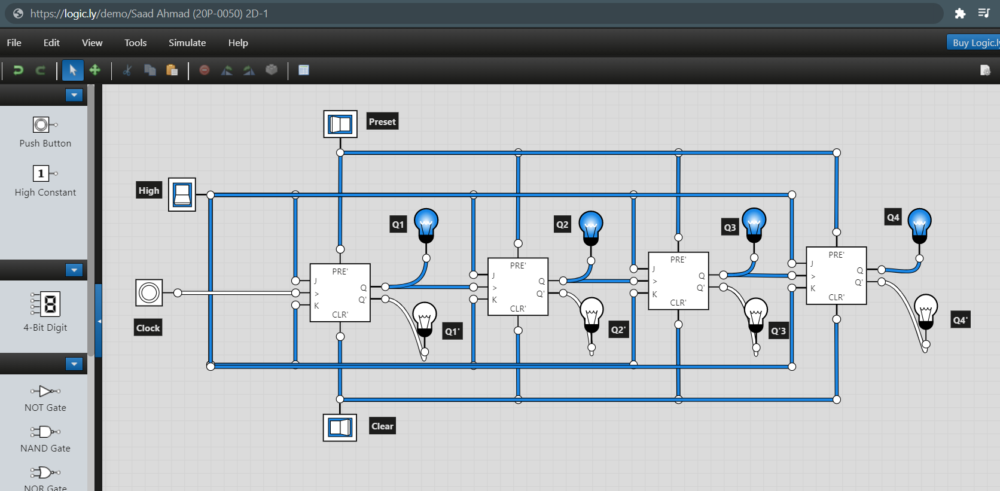 https://logic.ly/demo/Saad Ahmad (20P-0050) 2D-1
File Edit View Tools Simulate Help
Buy Logic.ly
Push Button
1
High Constant
8
4-Bit Digit
NOT Gate
NAND Gate
NOR Gate
Preset
High
Clock
Clear
Q1
Q1'
Q2
Q2'
Q3
Q'3
Q4
Q4'
PRE'
J
>
K
Q
Q'
CLR'
PRE'
J
>
K
Q
Q'
CLR'
PRE'
J
>
K
Q
Q'
CLR'
PRE'
J
>
K
Q
Q'
CLR'